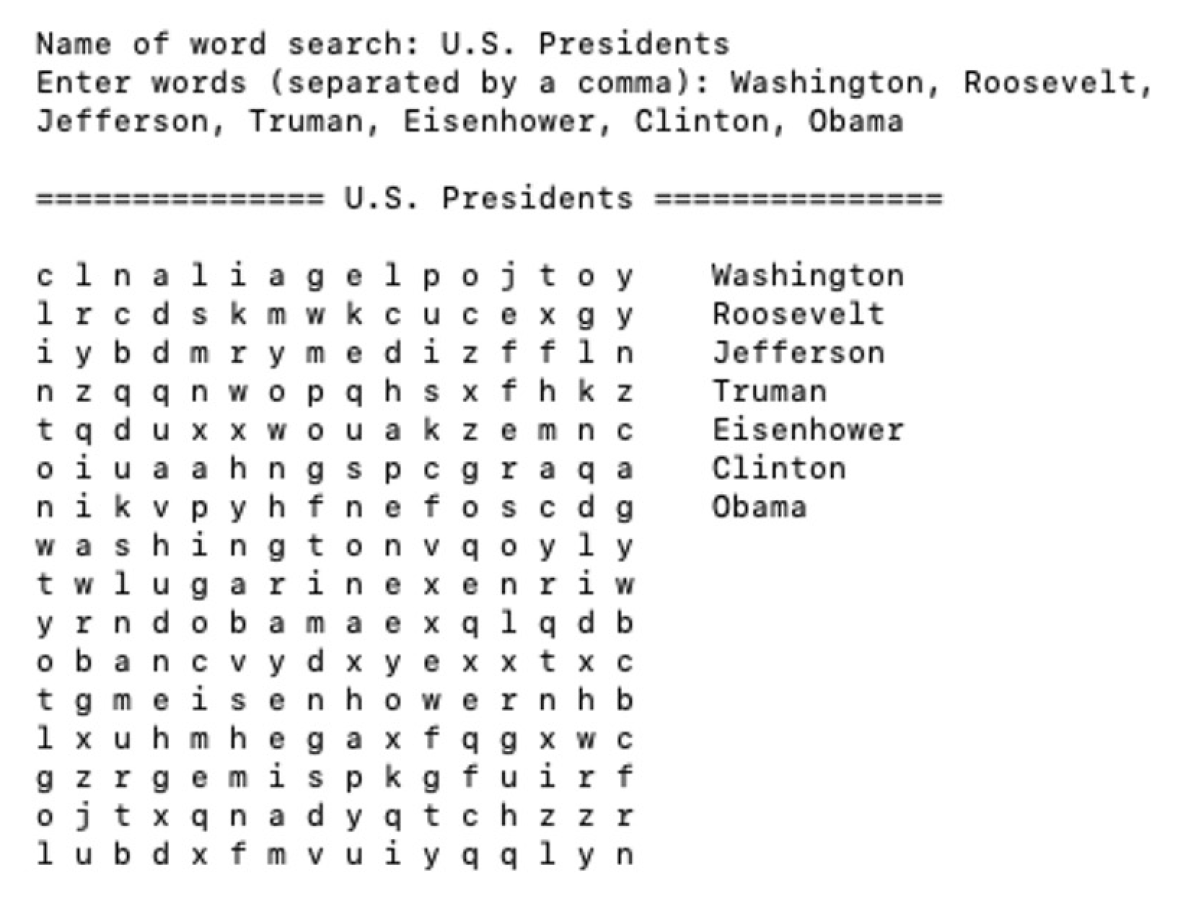 Name of word search: U.S. Presidents
Enter words (separated by a comma): Washington, Roosevelt,
Jefferson, Truman, Eisenhower, Clinton, Obama
=============== U.S. Presidents ===============
c l n a l i a g e l p o j t o y    Washington
l r c d s k m w k c u c e x g y    Roosevelt
i y b d m r y m e d i z f f l n    Jefferson
n z q q n w o p q h s x f h k z    Truman
t q d u x x w o u a k z e m n c    Eisenhower
o i u a a h n g s p c g r a q a    Clinton
n i k v p y h f n e f o s c d g    Obama
w a s h i n g t o n v q o y l y
t w l u g a r i n e x e n r i w
y r n d o b a m a e x q l q d b
o b a n c v y d x y e x x t x c
t g m e i s e n h o w e r n h b
l x u h m h e g a x f q g x w c
g z r g e m i s p k g f u i r f
o j t x q n a d y q t c h z z r
l u b d x f m v u i y q q l y n